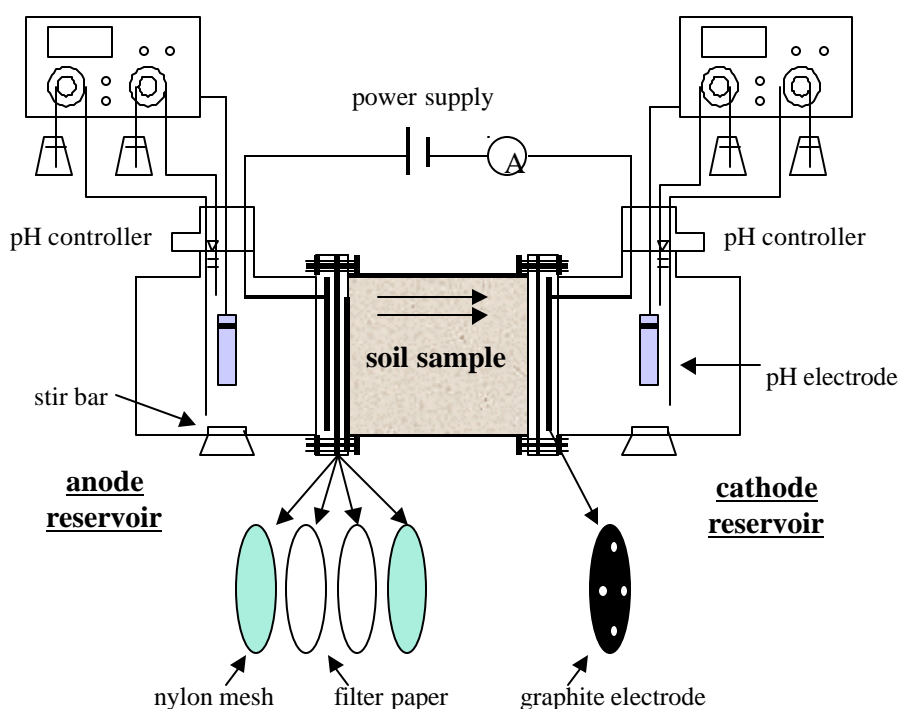 power supply
A
pH controller
pH controller
soil sample
pH electrode
stir bar
anode
reservoir
cathode
reservoir
nylon mesh
filter paper
graphite electrode